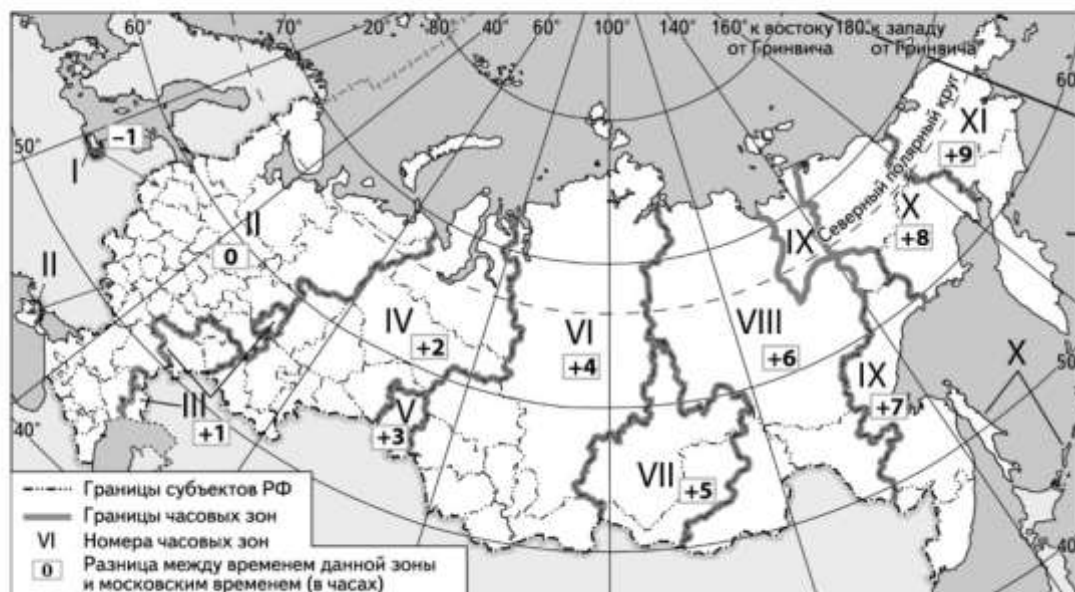 60° 70° 20° 80° 40° 60° 100° 140° 160° к востоку от Гринвича 180° к западу от Гринвича
60°
Северный полярный круг
50°
40°
50°
40°
I
-1
II
II
0
III
+1
IV
+2
V
+3
VI
+4
VII
+5
VIII
+6
IX
IX
+7
X
+8
X
XI
+9
Границы субъектов РФ
Границы часовых зон
VI Номера часовых зон
0 Разница между временем данной зоны
и московским временем (в часах)